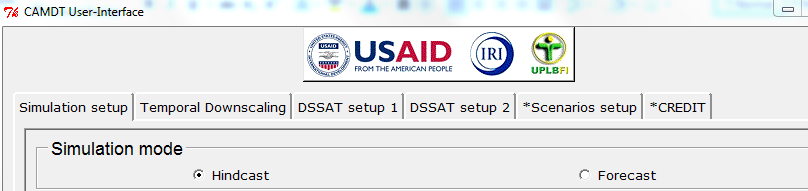 CAMDT User-Interface
USAID
FROM THE AMERICAN PEOPLE
IRI
UPLBFI
Simulation setup Temporal Downscaling DSSAT setup 1 DSSAT setup 2 *Scenarios setup *CREDIT
Simulation mode
Hindcast Forecast